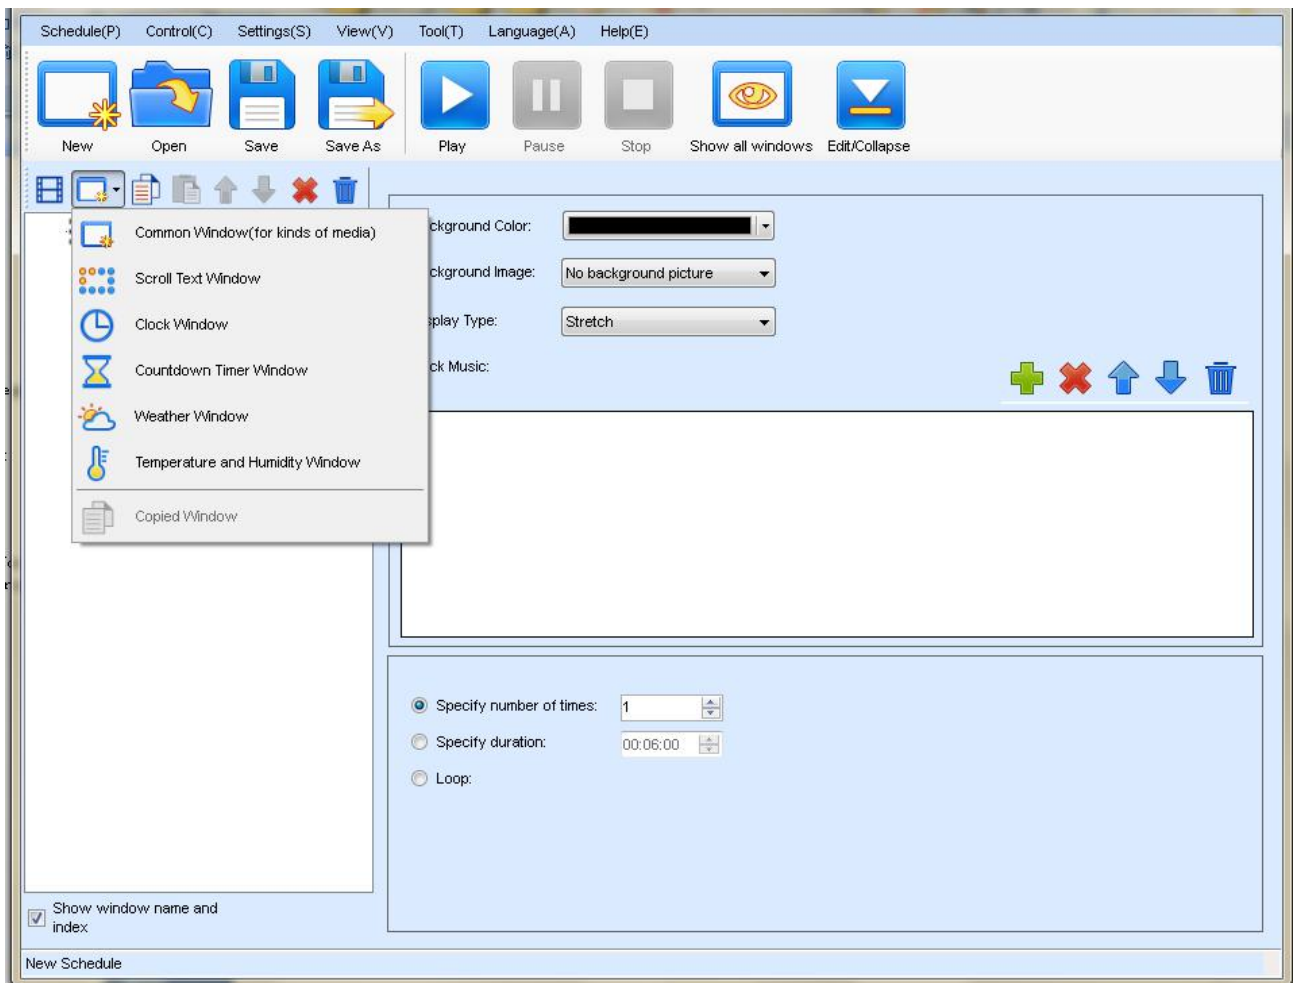 Schedule(P) Control(C) Settings(S) View(V) Tool(T) Language(A) Help(E)
New Open Save Save As Play Pause Stop Show all windows Edit/Collapse
Common Window(for kinds of media)
Scroll Text Window
Clock Window
Countdown Timer Window
Weather Window
Temperature and Humidity Window
Copied Window
ckground Color:
ckground Image: No background picture
splay Type: Stretch
ck Music:
Specify number of times: 1
Specify duration: 00:06:00
Loop:
Show window name and
index
New Schedule